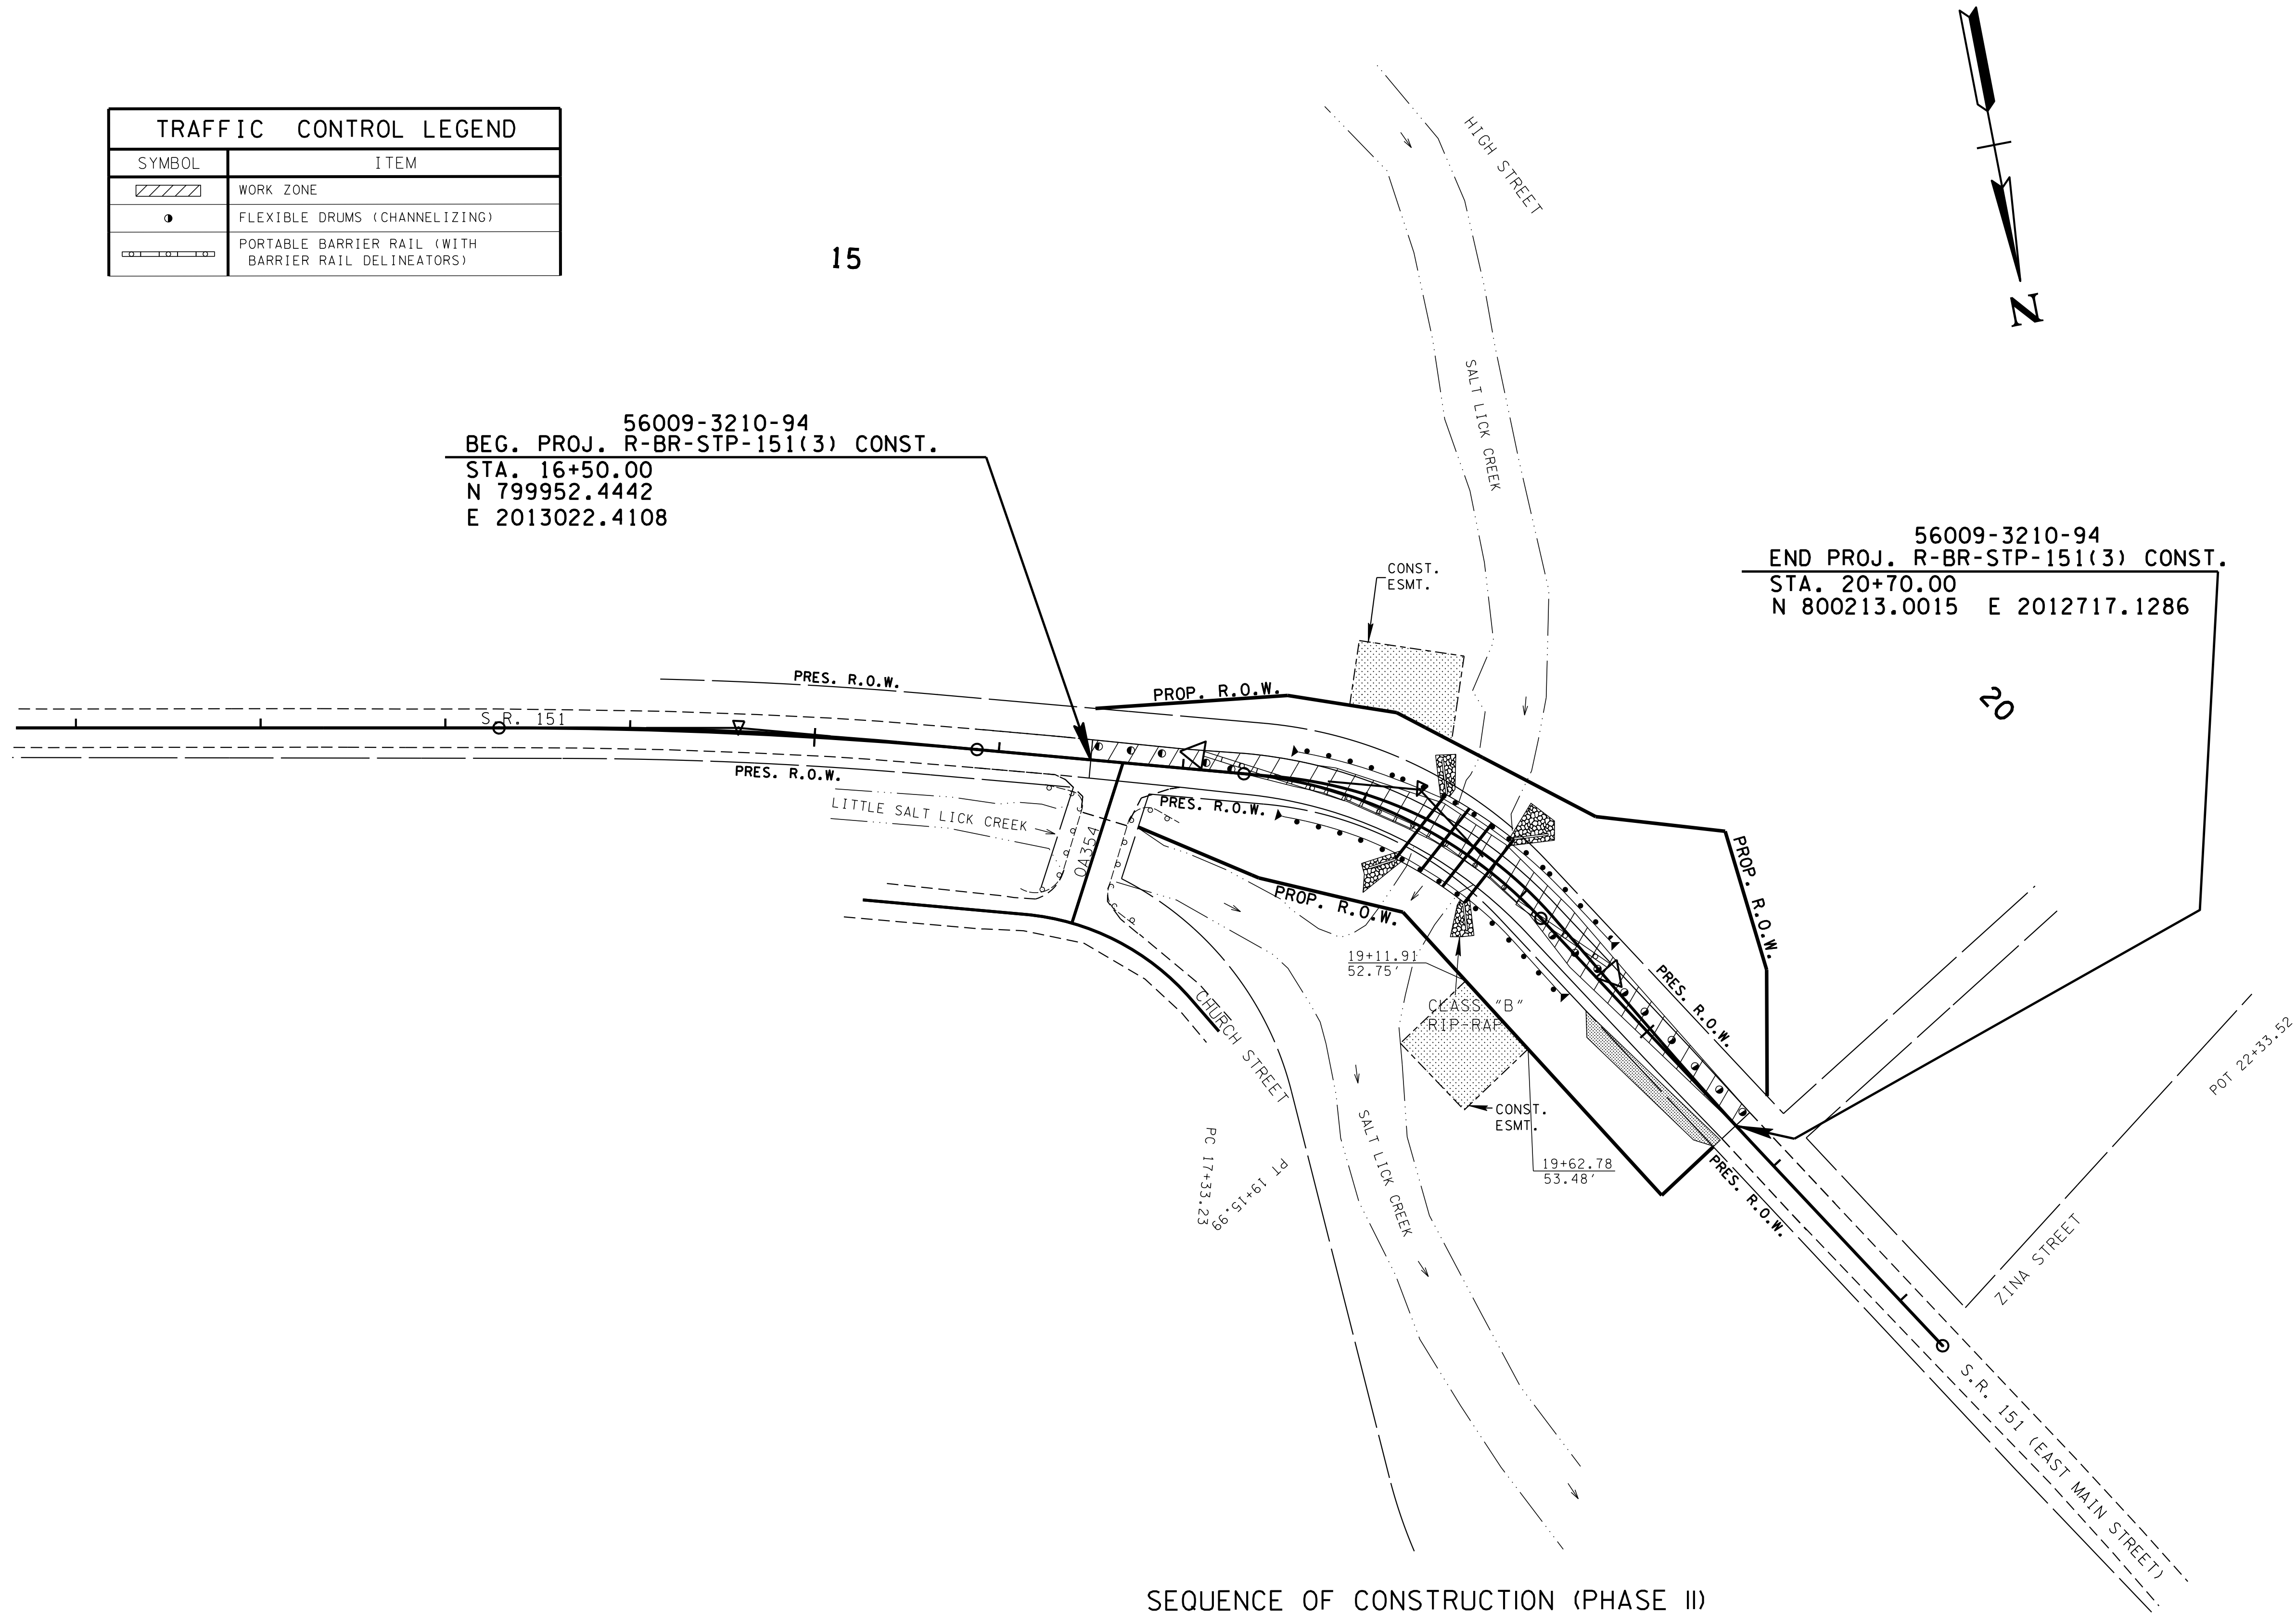 TRAFFIC CONTROL LEGEND
SYMBOL ITEM
WORK ZONE
FLEXIBLE DRUMS (CHANNELIZING)
PORTABLE BARRIER RAIL (WITH
BARRIER RAIL DELINEATORS)
15
HIGH STREET
N
SALT LICK CREEK
56009-3210-94
BEG. PROJ. R-BR-STP-151(3) CONST.
STA. 16+50.00
N 799952.4442
E 2013022.4108
56009-3210-94
END PROJ. R-BR-STP-151(3) CONST.
STA. 20+70.00
N 800213.0015 E 2012717.1286
CONST.
ESMT.
20
PRES. R.O.W.
PROP. R.O.W.
S.R. 151
PRES. R.O.W.
PRES. R.O.W.
LITTLE SALT LICK CREEK
0A354
PROP. R.O.W.
PROP. R.O.W.
19+11.91
52.75'
CLASS "B"
RIP-RAP
PRES. R.O.W.
CHURCH STREET
CONST.
ESMT.
19+62.78
53.48'
PC 17+33.23
PT 19+15.99
SALT LICK CREEK
PRES. R.O.W.
POT 22+33.52
ZINA STREET
S.R. 151 (EAST MAIN STREET)
SEQUENCE OF CONSTRUCTION (PHASE II)